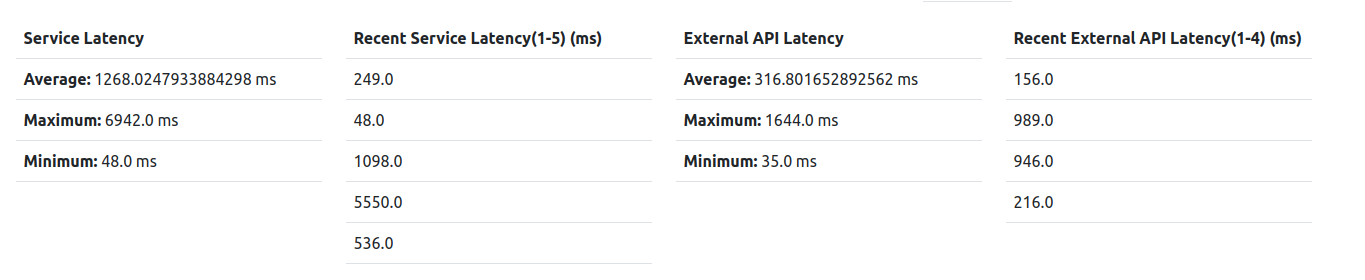 Service Latency
Average: 1268.0247933884298 ms
Maximum: 6942.0 ms
Minimum: 48.0 ms
Recent Service Latency(1-5) (ms)
249.0
48.0
1098.0
5550.0
536.0
External API Latency
Average: 316.801652892562 ms
Maximum: 1644.0 ms
Minimum: 35.0 ms
Recent External API Latency(1-4) (ms)
156.0
989.0
946.0
216.0